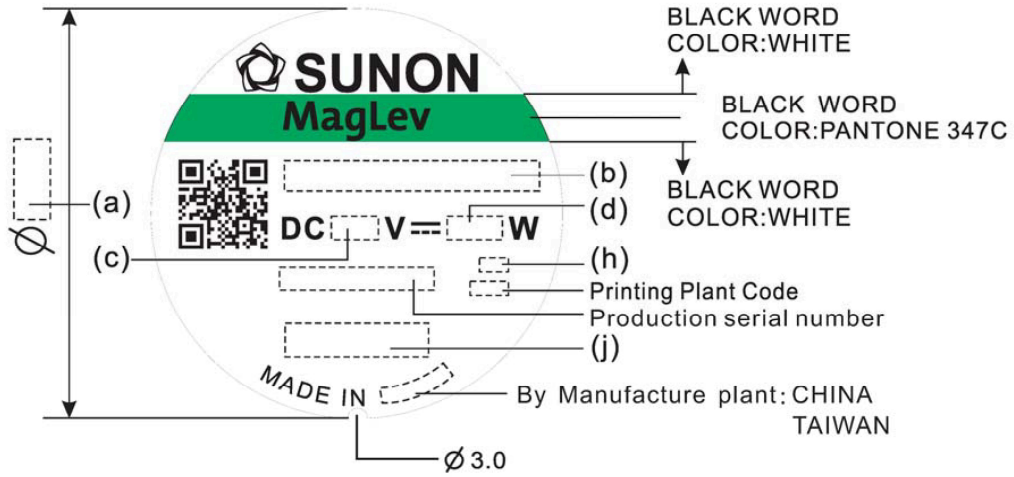 BLACK WORD
COLOR:WHITE
SUNON
MagLev
BLACK WORD
COLOR:PANTONE 347C
(b)
(a)
BLACK WORD
COLOR:WHITE
(d)
DC V⎓ W
Ø
(c)
(h)
Printing Plant Code
Production serial number
(j)
MADE IN
By Manufacture plant: CHINA
TAIWAN
Ø 3.0